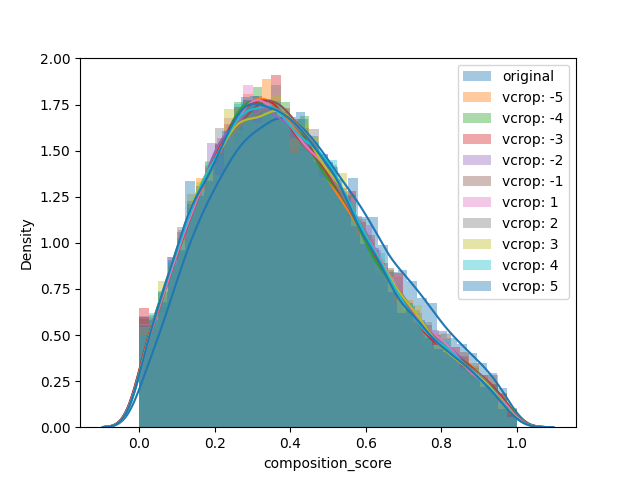 2.00
1.75
1.50
1.25
1.00
0.75
0.50
0.25
0.00
Density
0.0
0.2
0.4
0.6
0.8
1.0
composition_score
original
vcrop: -5
vcrop: -4
vcrop: -3
vcrop: -2
vcrop: -1
vcrop: 1
vcrop: 2
vcrop: 3
vcrop: 4
vcrop: 5